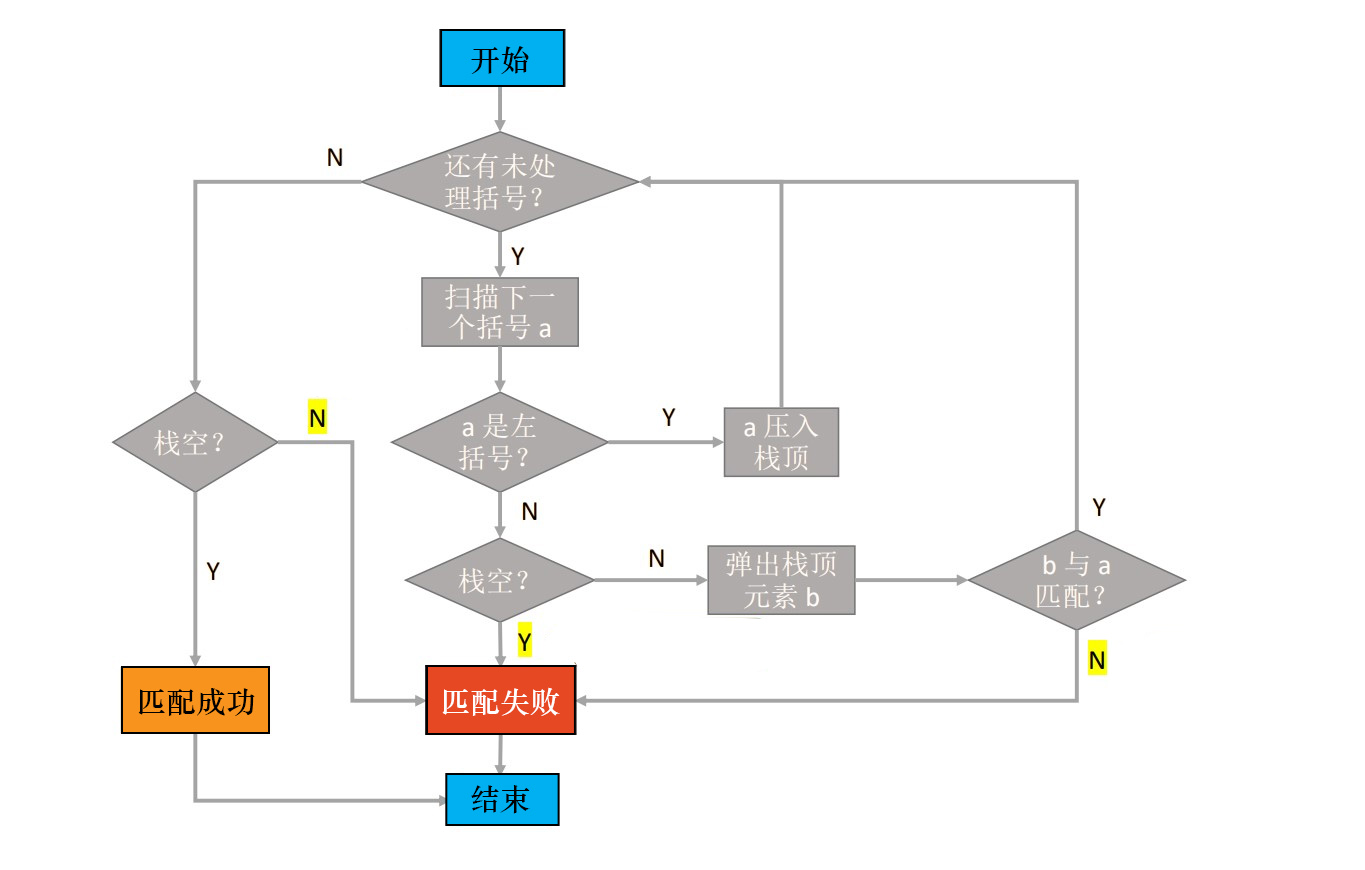 开始
N
还有未处
理括号？
Y
扫描下一
个括号 a
栈空？
N
a 是左
括号？
Y
a 压入
栈顶
N
Y
栈空？
N
弹出栈顶
元素 b
b 与 a
匹配？
Y
Y
N
匹配成功
匹配失败
结束